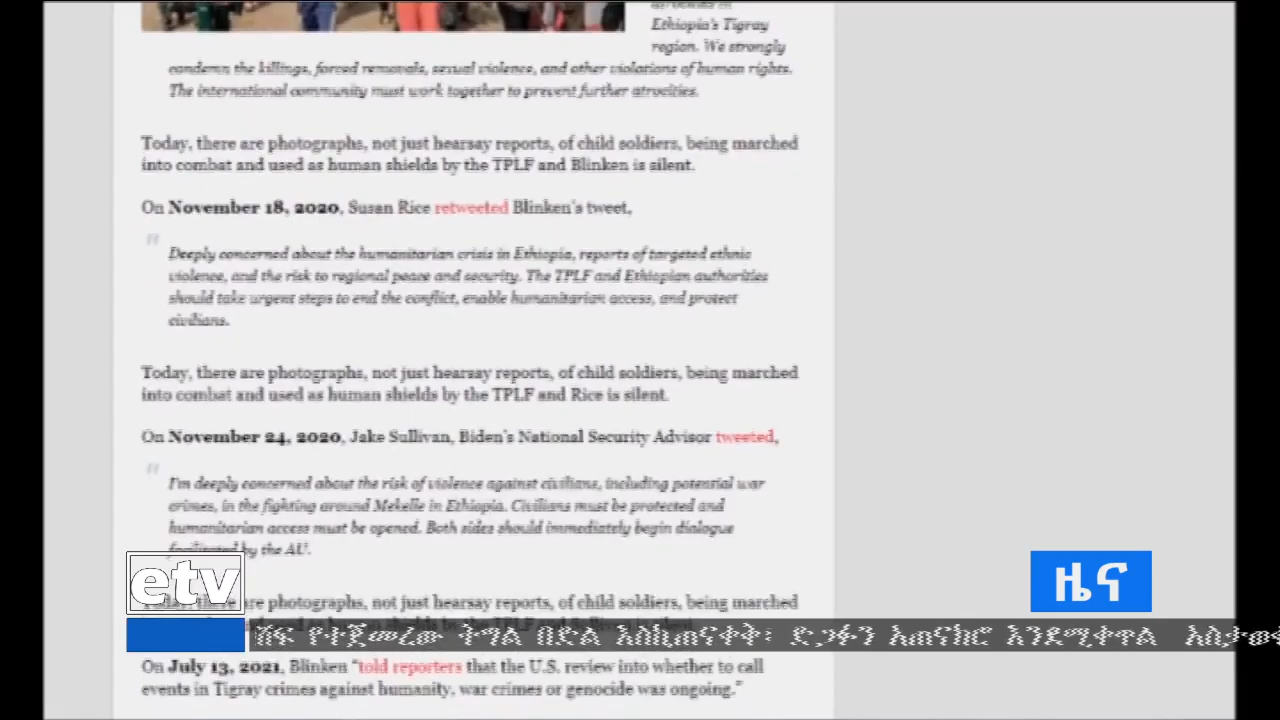 Ethiopia's Tigray
region. We strongly
condemn the killings, forced removals, sexual violence, and other violations of human rights.
The international community must work together to prevent further atrocities.
Today, there are photographs, not just hearsay reports, of child soldiers, being marched
into combat and used as human shields by the TPLF and Blinken is silent.
On November 18, 2020, Susan Rice retweeted Blinken's tweet,
"
Deeply concerned about the humanitarian crisis in Ethiopia, reports of targeted ethnic
violence, and the risk to regional peace and security. The TPLF and Ethiopian authorities
should take urgent steps to end the conflict, enable humanitarian access, and protect
civilians.
Today, there are photographs, not just hearsay reports, of child soldiers, being marched
into combat and used as human shields by the TPLF and Rice is silent.
On November 24, 2020, Jake Sullivan, Biden's National Security Advisor tweeted,
"
I'm deeply concerned about the risk of violence against civilians, including potential war
crimes, in the fighting around Mekelle in Ethiopia. Civilians must be protected and
humanitarian access must be opened. Both sides should immediately begin dialogue
facilitated by the AU.
etv
ዜና
Today, there are photographs, not just hearsay reports, of child soldiers, being marched
የተጀመረው ትግል በድል እስኪጠናቀቅ፣ ድጋፉን አጠናክሮ እንደሚቀጥል
On July 13, 2021, Blinken "told reporters that the U.S. review into whether to call
events in Tigray crimes against humanity, war crimes or genocide was ongoing."